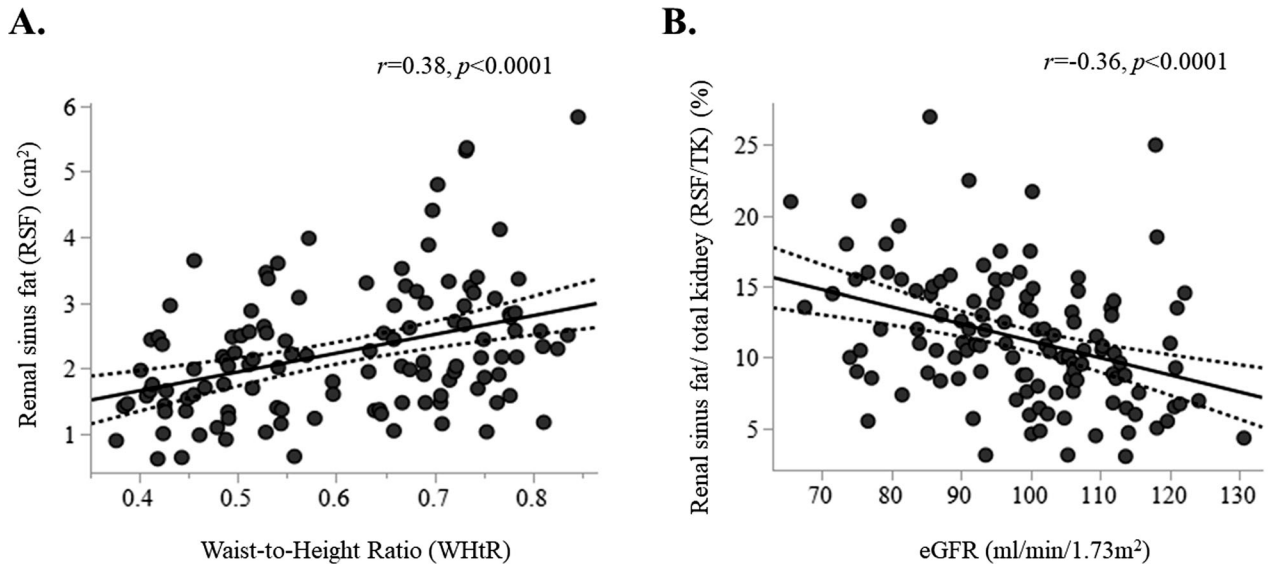 A.
r=0.38, p<0.0001
Renal sinus fat (RSF) (cm²)
6
5
4
3
2
1
0.4 0.5 0.6 0.7 0.8
Waist-to-Height Ratio (WHtR)
B.
r=-0.36, p<0.0001
Renal sinus fat/ total kidney (RSF/TK) (%)
25
20
15
10
5
70 80 90 100 110 120 130
eGFR (ml/min/1.73m²)